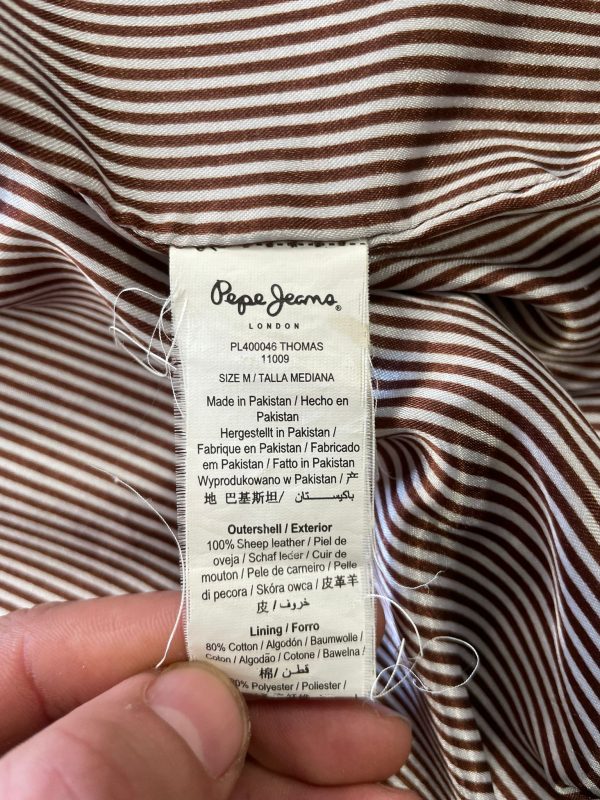 Pepe Jeans®
LONDON
PL400046 THOMAS
11009
SIZE M / TALLA MEDIANA
Made in Pakistan / Hecho en
Pakistan
Hergestellt in Pakistan /
Fabrique en Pakistan / Fabricado
em Pakistan / Fatto in Pakistan
Wyprodukowano w Pakistan / 产
地 巴基斯坦 / باكيستان
Outershell / Exterior
100% Sheep leather / Piel de
oveja / Schaf leder / Cuir de
mouton / Pele de carneiro / Pelle
di pecora / Skóra owca / 皮革羊
皮 / خروف
Lining / Forro
80% Cotton / Algodón / Baumwolle /
Coton / Algodão / Cotone / Bawelna /
棉 / قطن
Polyester / Poliester /